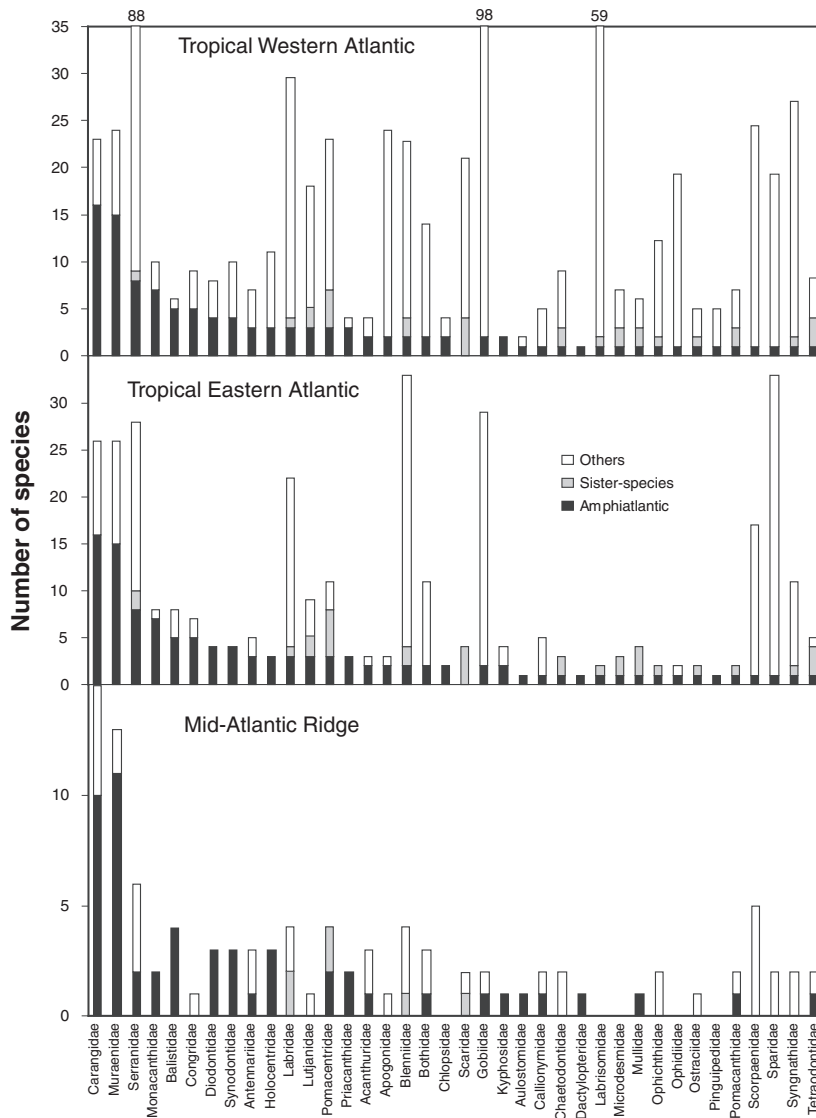 88 98 59
Tropical Western Atlantic
35
30
25
20
15
10
5
0
Tropical Eastern Atlantic
30
25
20
15
10
5
0
Others
Sister-species
Amphiatlantic
Number of species
Mid-Atlantic Ridge
10
5
0
Carangidae
Muraenidae
Serranidae
Monacanthidae
Balistidae
Congridae
Diodontidae
Synodontidae
Antennariidae
Holocentridae
Labridae
Lutjanidae
Pomacentridae
Priacanthidae
Acanthuridae
Apogonidae
Blenniidae
Bothidae
Chlopsidae
Scaridae
Gobiidae
Kyphosidae
Aulostomidae
Callionymidae
Chaetodontidae
Dactylopteridae
Labrisomidae
Microdesmidae
Mullidae
Ophichthidae
Ophidiidae
Ostraciidae
Pinguipedidae
Pomacanthidae
Scorpaenidae
Sparidae
Syngnathidae
Tetraodontidae